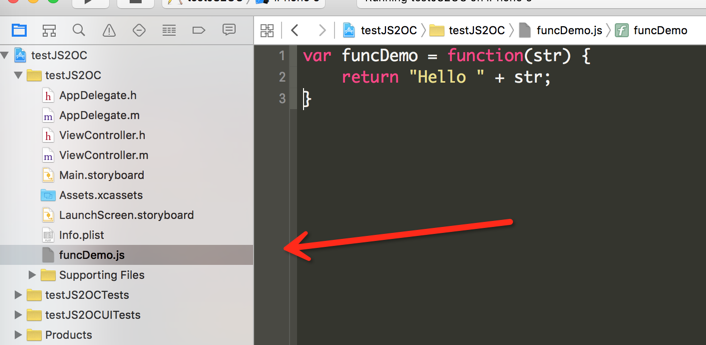 testJS2OC
testJS2OC
AppDelegate.h
AppDelegate.m
ViewController.h
ViewController.m
Main.storyboard
Assets.xcassets
LaunchScreen.storyboard
Info.plist
funcDemo.js
Supporting Files
testJS2OCTests
testJS2OCUITests
Products
testJS2OC testJS2OC funcDemo.js funcDemo
1 var funcDemo = function(str) {
2 return "Hello " + str;
3 }